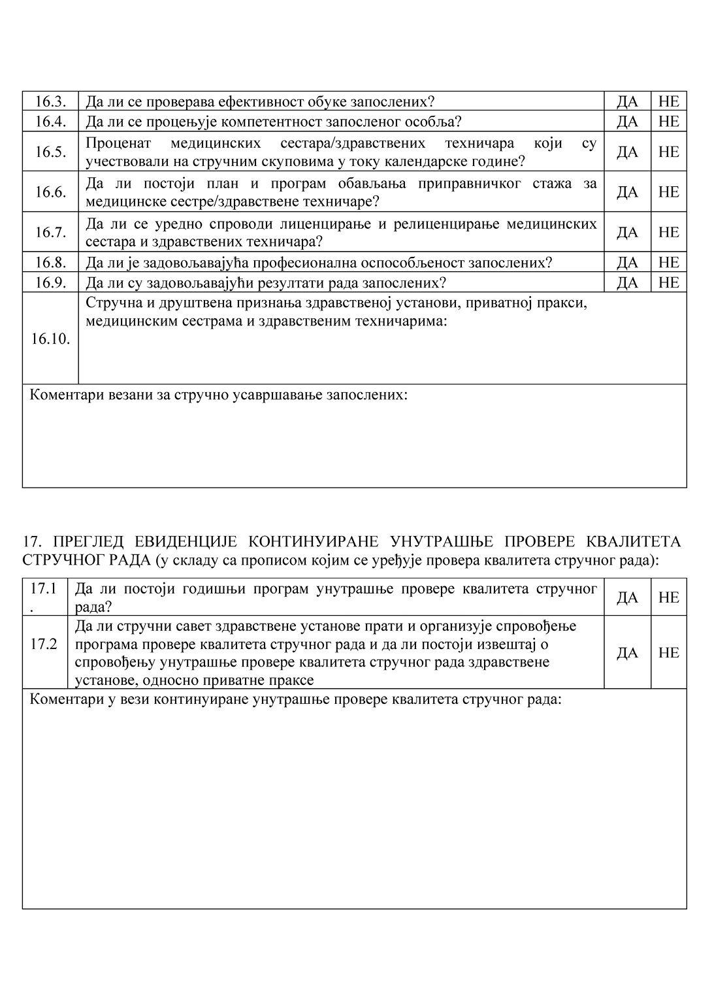 16.3. Да ли се проверава ефективност обуке запослених? ДА НЕ
16.4. Да ли се процењује компетентност запосленог особља? ДА НЕ
16.5. Проценат медицинских сестара/здравствених техничара који су
учествовали на стручним скуповима у току календарске године? ДА НЕ
16.6. Да ли постоји план и програм обављања приправничког стажа за
медицинске сестре/здравствене техничаре? ДА НЕ
16.7. Да ли се уредно спроводи лиценцирање и релиценцирање медицинских
сестара и здравствених техничара? ДА НЕ
16.8. Да ли је задовољавајућа професионална оспособљеност запослених? ДА НЕ
16.9. Да ли су задовољавајући резултати рада запослених? ДА НЕ
16.10. Стручна и друштвена признања здравственој установи, приватној пракси,
медицинским сестрама и здравственим техничарима:
Коментари везани за стручно усавршавање запослених:
17. ПРЕГЛЕД ЕВИДЕНЦИЈЕ КОНТИНУИРАНЕ УНУТРАШЊЕ ПРОВЕРЕ КВАЛИТЕТА
СТРУЧНОГ РАДА (у складу са прописом којим се уређује провера квалитета стручног рада):
17.1 Да ли постоји годишњи програм унутрашње провере квалитета стручног
. рада? ДА НЕ
17.2 Да ли стручни савет здравствене установе прати и организује спровођење
програма провере квалитета стручног рада и да ли постоји извештај о
спровођењу унутрашње провере квалитета стручног рада здравствене
установе, односно приватне праксе ДА НЕ
Коментари у вези континуиране унутрашње провере квалитета стручног рада: